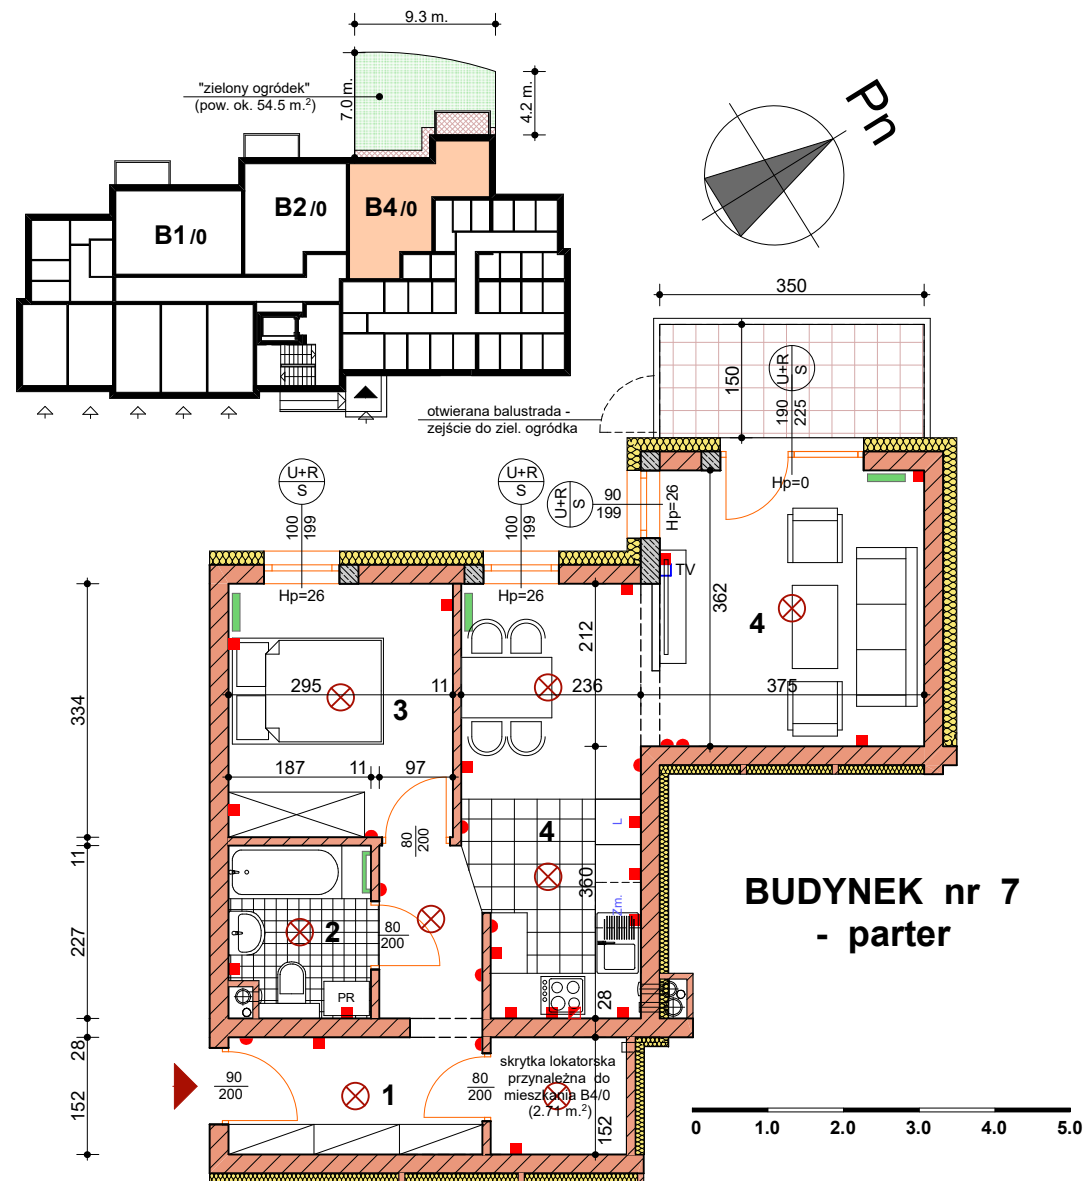 9.3 m.
"zielony ogródek"
(pow. ok. 54.5 m.²)
7.0 m.
4.2 m.
Pn
B1/0
B2/0
B4/0
350
150
U+R
S
190
225
otwierana balustrada -
zejście do ziel. ogródka
Hp=0
U+R
S
100
199
Hp=26
U+R
S
100
199
Hp=26
U+R
S
90
199
Hp=26
TV
362
4
212
334
295
11
3
236
375
187
11
97
80
200
4
L
360
Zm.
11
227
2
80
200
PR
28
BUDYNEK nr 7
- parter
28
152
90
200
1
80
200
skrytka lokatorska
przynależna do
mieszkania B4/0
(2.71 m.²)
152
0 1.0 2.0 3.0 4.0 5.0